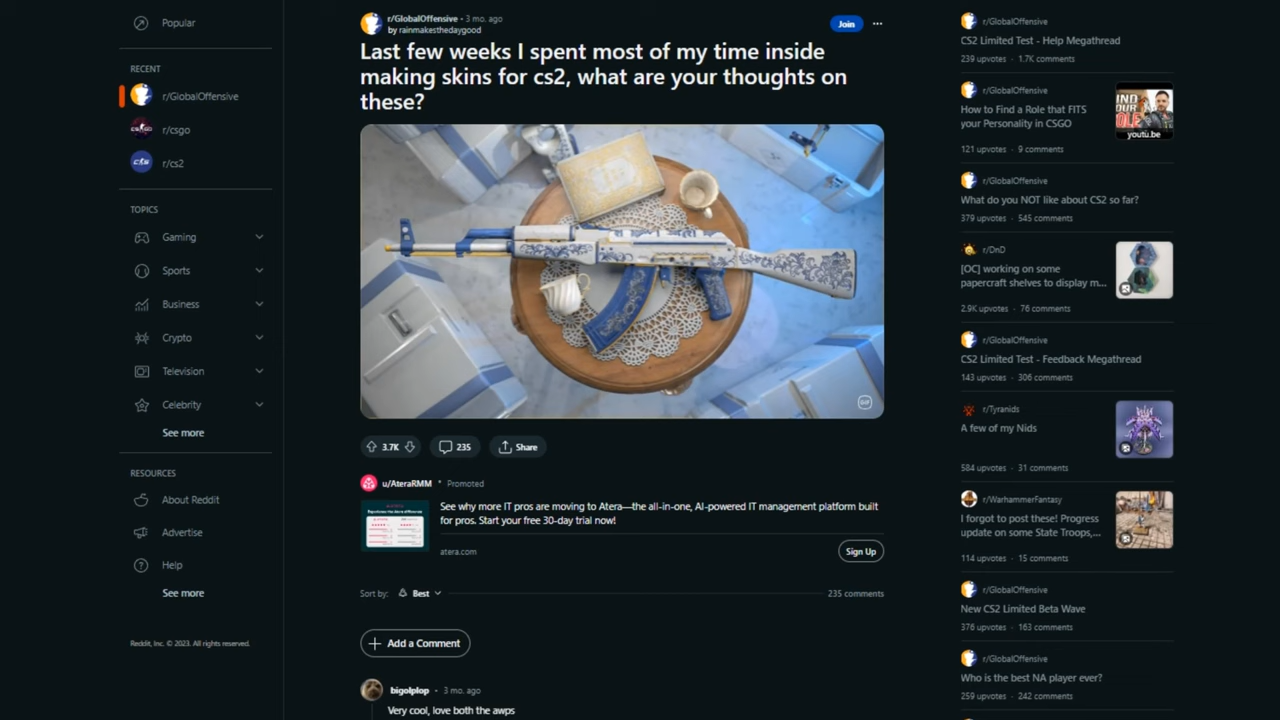 Popular
RECENT
r/GlobalOffensive
r/csgo
r/cs2
TOPICS
Gaming
Sports
Business
Crypto
Television
Celebrity
See more
RESOURCES
About Reddit
Advertise
Help
See more
Reddit, Inc. © 2023. All rights reserved.
r/GlobalOffensive • 3 mo. ago
by rainmakesthedaygood
Join
Last few weeks I spent most of my time inside
making skins for cs2, what are your thoughts on
these?
GIF
3.7K
235
Share
u/AteraRMM • Promoted
See why more IT pros are moving to Atera—the all-in-one, AI-powered IT management platform built
for pros. Start your free 30-day trial now!
atera.com
Sign Up
Sort by: Best
235 comments
Add a Comment
bigolplop • 3 mo. ago
Very cool, love both the awps
r/GlobalOffensive
CS2 Limited Test - Help Megathread
239 upvotes · 1.7K comments
r/GlobalOffensive
How to Find a Role that FITS
your Personality in CSGO
youtu.be
121 upvotes · 9 comments
r/GlobalOffensive
What do you NOT like about CS2 so far?
379 upvotes · 545 comments
r/DnD
[OC] working on some
papercraft shelves to display m...
2.9K upvotes · 76 comments
r/GlobalOffensive
CS2 Limited Test - Feedback Megathread
143 upvotes · 306 comments
r/Tyranids
A few of my Nids
584 upvotes · 31 comments
r/WarhammerFantasy
I forgot to post these! Progress
update on some State Troops,...
114 upvotes · 15 comments
r/GlobalOffensive
New CS2 Limited Beta Wave
376 upvotes · 163 comments
r/GlobalOffensive
Who is the best NA player ever?
259 upvotes · 242 comments